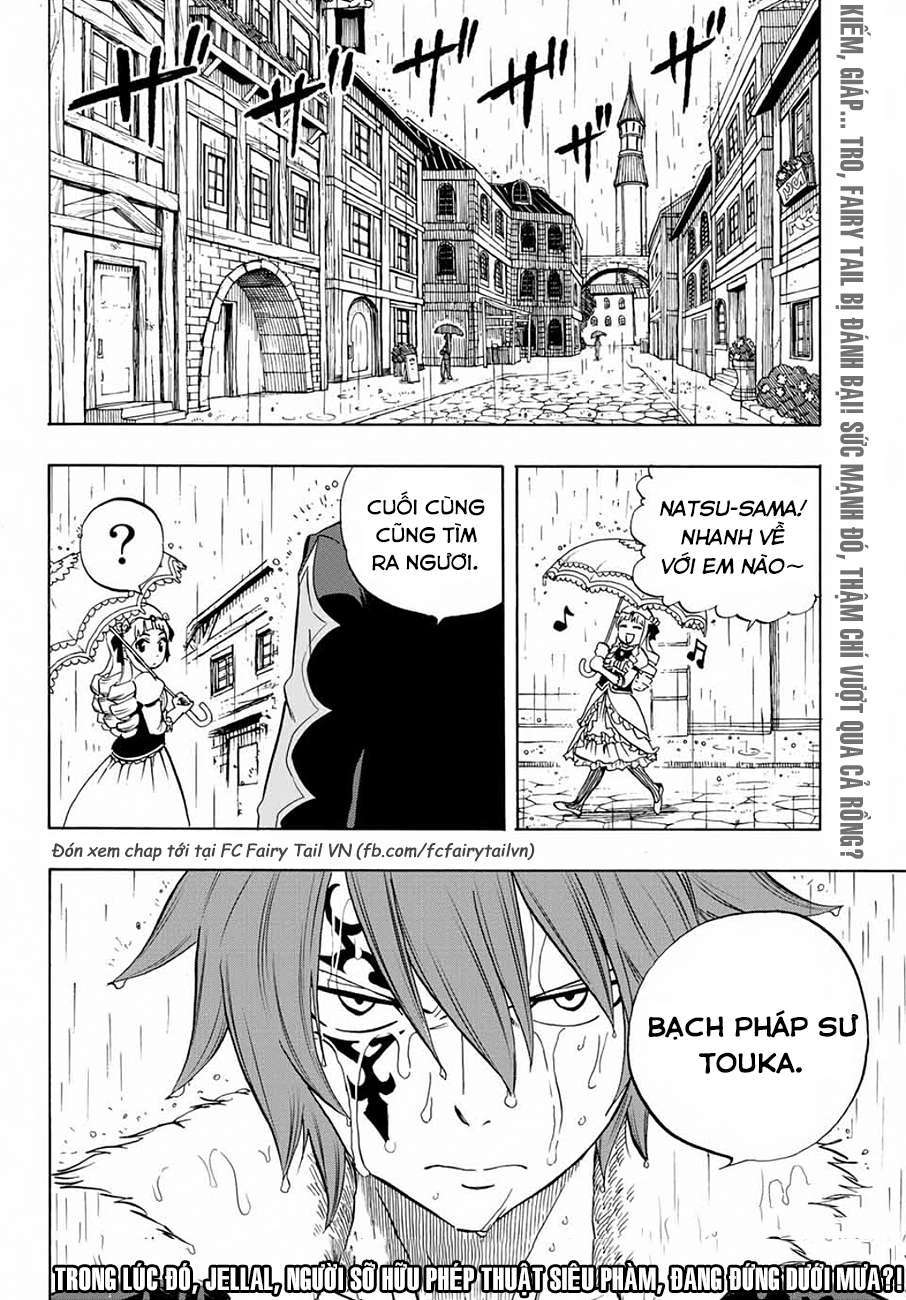 KIẾM, GIÁP... TRO, FAIRY TAIL BỊ ĐÁNH BẠI! SỨC MẠNH ĐÓ, THẬM CHÍ VƯỢT QUA CẢ RỒNG?
ザザザザザ
NATSU-SAMA!
NHANH VỀ
VỚI EM NÀO~
CUỐI CÙNG
CŨNG TÌM
RA NGƯƠI.
?
Đón xem chap tới tại FC Fairy Tail VN (fb.com/fcfairytailvn)
BẠCH PHÁP SƯ
TOUKA.
TRONG LÚC ĐÓ, JELLAL, NGƯỜI SỠ HỮU PHÉP THUẬT SIÊU PHÀM, ĐANG ĐỨNG DƯỚI MƯA?!